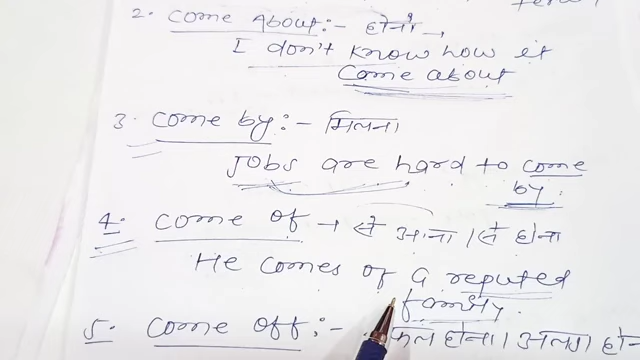 2. Come About:- होना →
I don't know how it
Come about
3. Come by:- मिलना
Jobs are hard to come
by.
4. Come of → से आना / से होना
He comes of a reputed
family.
5. Come off:-
होना। अलग हो